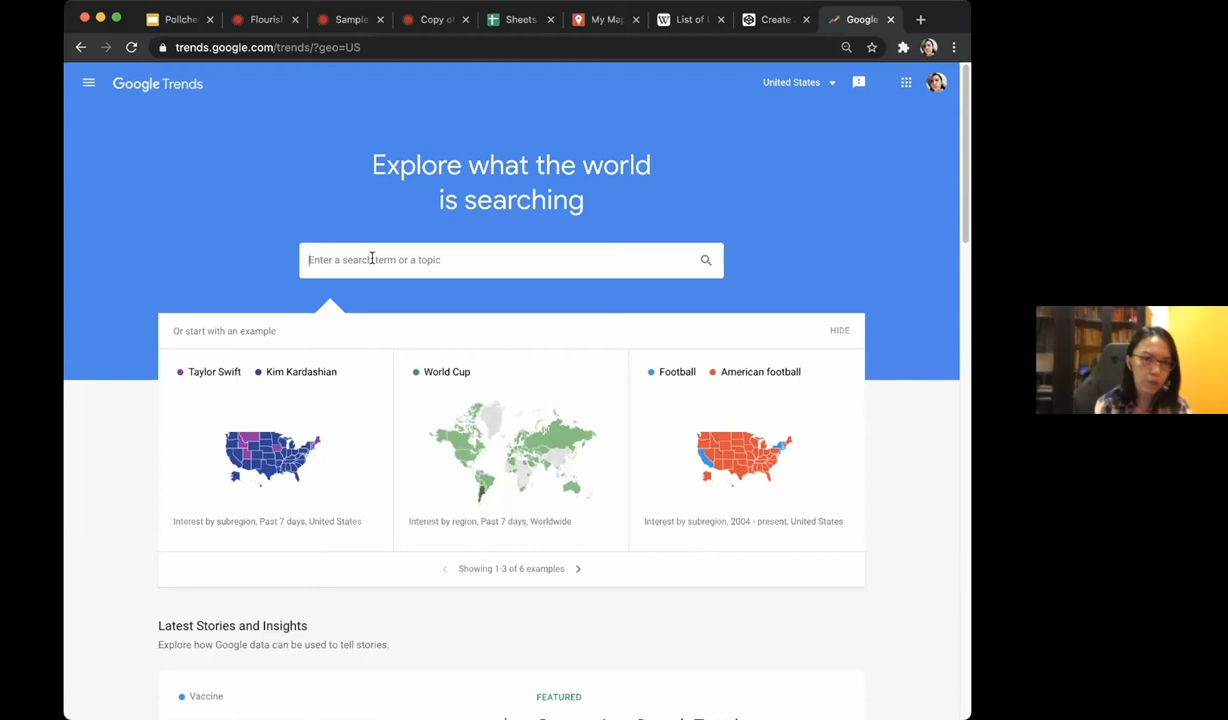 Pollche
Flouris
Sample
Copy o
Sheets
My Ma
List of
Create
Google
trends.google.com/trends/?geo=US
Google Trends
United States
Explore what the world
is searching
Enter a search term or a topic
Or start with an example
HIDE
Taylor Swift
Kim Kardashian
World Cup
Football
American football
Interest by subregion, Past 7 days, United States
Interest by region, Past 7 days, Worldwide
Interest by subregion, 2004 - present, United States
Showing 1-3 of 6 examples
Latest Stories and Insights
Explore how Google data can be used to tell stories.
Vaccine
FEATURED